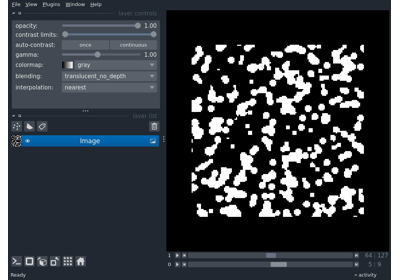 File View Plugins Window Help
layer controls
opacity: 1.00
contrast limits:
auto-contrast: once continuous
gamma: 1.00
colormap: gray
blending: translucent_no_depth
interpolation: nearest
layer list
Image
1 64 127
0 5 9
Ready activity